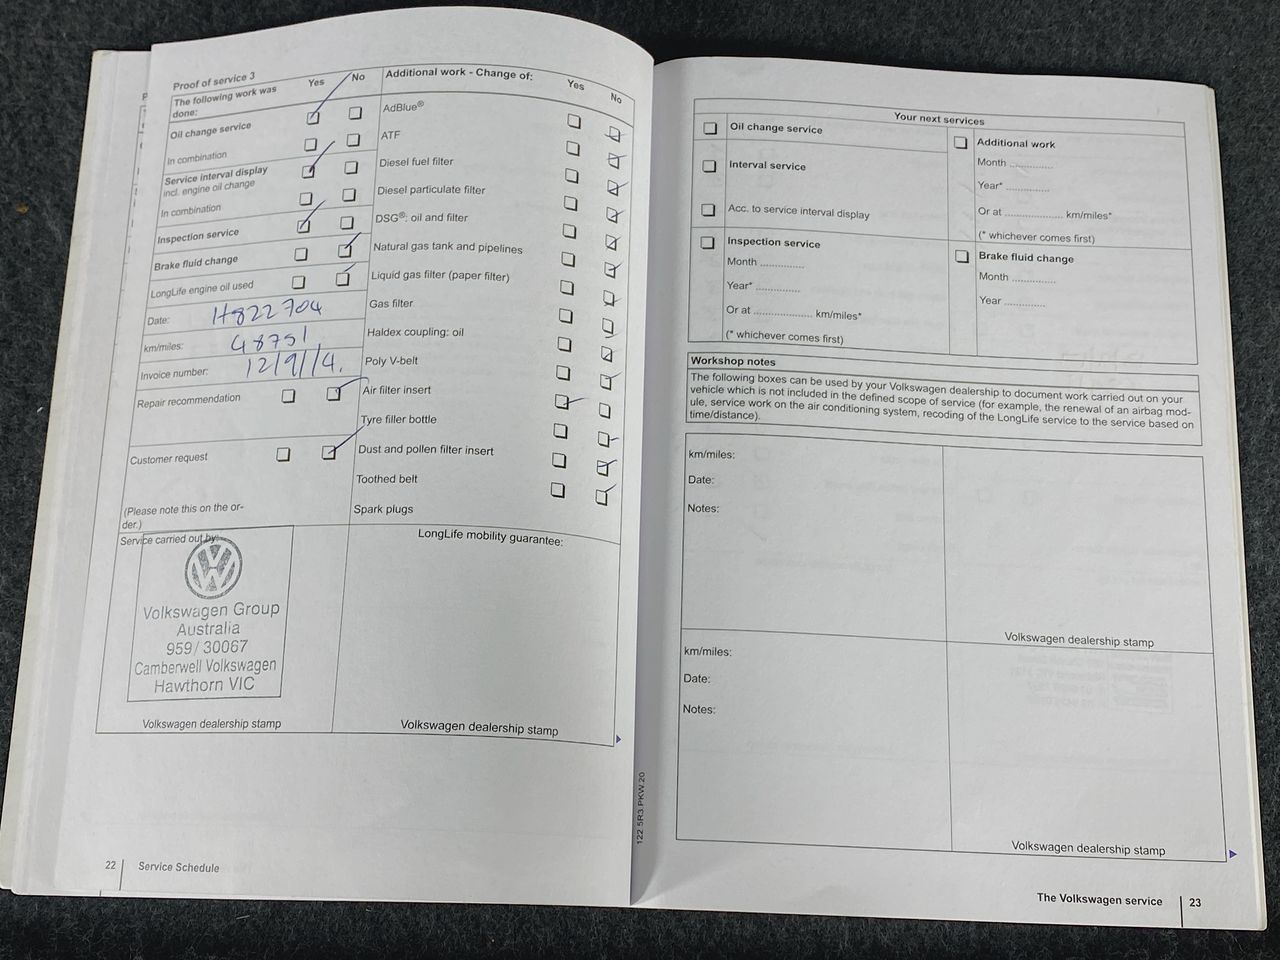 Proof of service 3
The following work was
done:
Yes
No
Oil change service
In combination
Service interval display
incl. engine oil change
In combination
Inspection service
Brake fluid change
LongLife engine oil used
Date: H822704
km/miles: 48751
Invoice number: 12/9/14.
Repair recommendation
Customer request
(Please note this on the or-
der.)
Additional work - Change of:
Yes
No
AdBlue®
ATF
Diesel fuel filter
Diesel particulate filter
DSG®: oil and filter
Natural gas tank and pipelines
Liquid gas filter (paper filter)
Gas filter
Haldex coupling: oil
Poly V-belt
Air filter insert
Tyre filler bottle
Dust and pollen filter insert
Toothed belt
Spark plugs
Service carried out by:
Volkswagen Group
Australia
959/30067
Camberwell Volkswagen
Hawthorn VIC
Volkswagen dealership stamp
LongLife mobility guarantee:
Volkswagen dealership stamp
22
Service Schedule
122.5R3.PKW.20
Your next services
Oil change service
Interval service
Acc. to service interval display
Inspection service
Month ...............
Year* ...............
Or at .................... km/miles*
(* whichever comes first)
Additional work
Month ...............
Year* ...............
Or at .................... km/miles*
(* whichever comes first)
Brake fluid change
Month ...............
Year ..............
Workshop notes
The following boxes can be used by your Volkswagen dealership to document work carried out on your
vehicle which is not included in the defined scope of service (for example, the renewal of an airbag mod-
ule, service work on the air conditioning system, recoding of the LongLife service to the service based on
time/distance).
km/miles:
Date:
Notes:
Volkswagen dealership stamp
km/miles:
Date:
Notes:
Volkswagen dealership stamp
The Volkswagen service
23